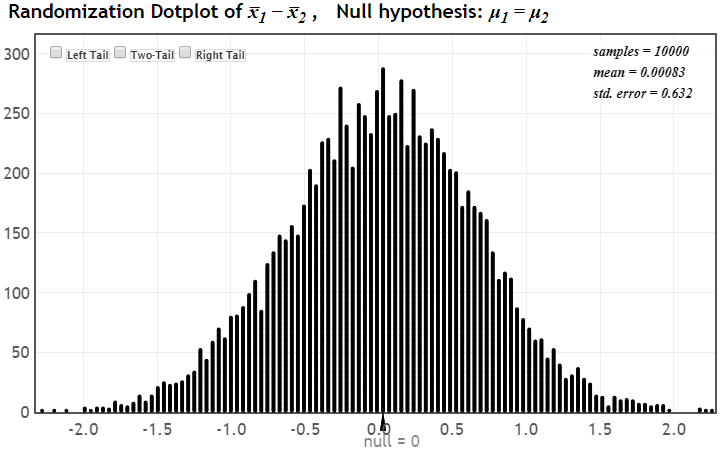 Randomization Dotplot of x̄₁ − x̄₂ ,   Null hypothesis: μ₁ = μ₂
Left Tail Two-Tail Right Tail
samples = 10000
mean = 0.00083
std. error = 0.632
300
250
200
150
100
50
0
-2.0 -1.5 -1.0 -0.5 0.0 0.5 1.0 1.5 2.0
null = 0